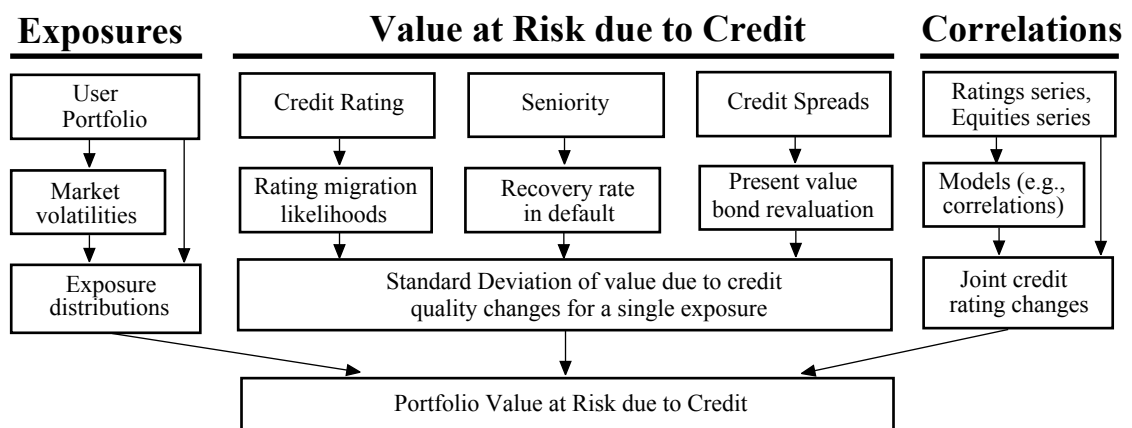 Exposures
Value at Risk due to Credit
Correlations
User
Portfolio
Credit Rating
Seniority
Credit Spreads
Ratings series,
Equities series
Market
volatilities
Rating migration
likelihoods
Recovery rate
in default
Present value
bond revaluation
Models (e.g.,
correlations)
Exposure
distributions
Standard Deviation of value due to credit
quality changes for a single exposure
Joint credit
rating changes
Portfolio Value at Risk due to Credit